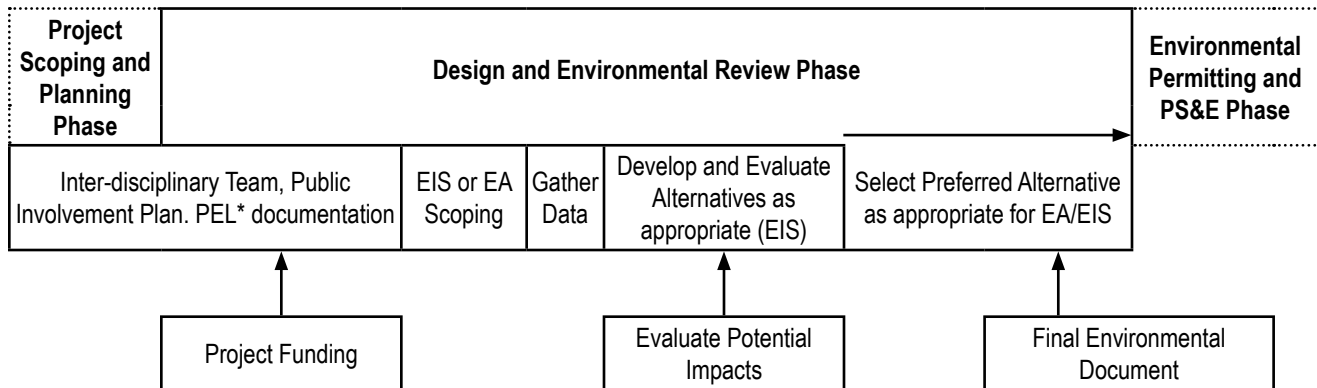 Project
Scoping and
Planning
Phase
Design and Environmental Review Phase
Environmental
Permitting and
PS&E Phase
Inter-disciplinary Team, Public
Involvement Plan. PEL* documentation
EIS or EA
Scoping
Gather
Data
Develop and Evaluate
Alternatives as
appropriate (EIS)
Select Preferred Alternative
as appropriate for EA/EIS
Project Funding
Evaluate Potential
Impacts
Final Environmental
Document